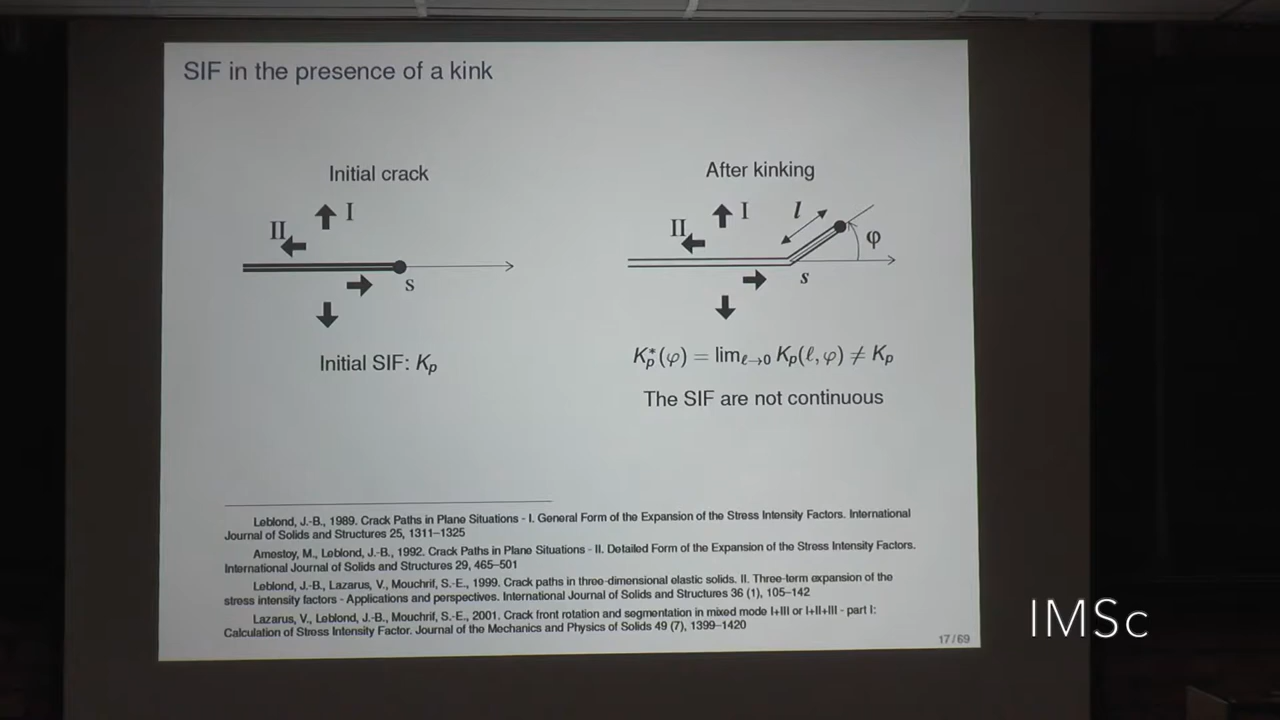 SIF in the presence of a kink
Initial crack
I
II
s
Initial SIF: Kp
After kinking
I
II
l
φ
s
K*p(φ) = limℓ→0 Kp(ℓ, φ) ≠ Kp
The SIF are not continuous
Leblond, J.-B., 1989. Crack Paths in Plane Situations - I. General Form of the Expansion of the Stress Intensity Factors. International
Journal of Solids and Structures 25, 1311–1325
Amestoy, M., Leblond, J.-B., 1992. Crack Paths in Plane Situations - II. Detailed Form of the Expansion of the Stress Intensity Factors.
International Journal of Solids and Structures 29, 465–501
Leblond, J.-B., Lazarus, V., Mouchrif, S.-E., 1999. Crack paths in three-dimensional elastic solids. II. Three-term expansion of the
stress intensity factors - Applications and perspectives. International Journal of Solids and Structures 36 (1), 105–142
Lazarus, V., Leblond, J.-B., Mouchrif, S.-E., 2001. Crack front rotation and segmentation in mixed mode I+III or I+II+III - part I:
Calculation of Stress Intensity Factor. Journal of the Mechanics and Physics of Solids 49 (7), 1399–1420
17/69
IMSc